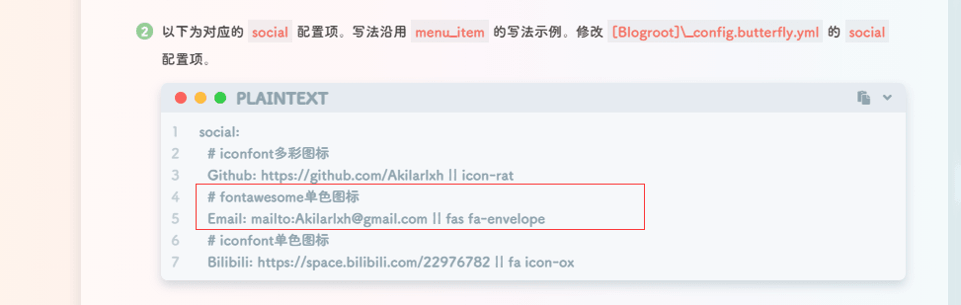 2 以下为对应的 social 配置项。写法沿用 menu_item 的写法示例。修改 [Blogroot]\_config.butterfly.yml 的 social
配置项。
PLAINTEXT
1 social:
2 # iconfont多彩图标
3 Github: https://github.com/Akilarlxh || icon-rat
4 # fontawesome单色图标
5 Email: mailto:Akilarlxh@gmail.com || fas fa-envelope
6 # iconfont单色图标
7 Bilibili: https://space.bilibili.com/22976782 || fa icon-ox